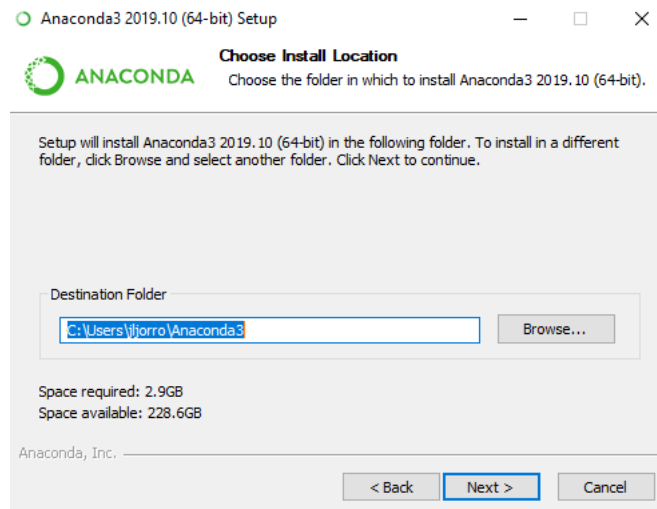 Anaconda3 2019.10 (64-bit) Setup
Choose Install Location
ANACONDA
Choose the folder in which to install Anaconda3 2019.10 (64-bit).
Setup will install Anaconda3 2019.10 (64-bit) in the following folder. To install in a different
folder, click Browse and select another folder. Click Next to continue.
Destination Folder
C:\Users\jljorro\Anaconda3
Browse...
Space required: 2.9GB
Space available: 228.6GB
Anaconda, Inc.
< Back
Next >
Cancel